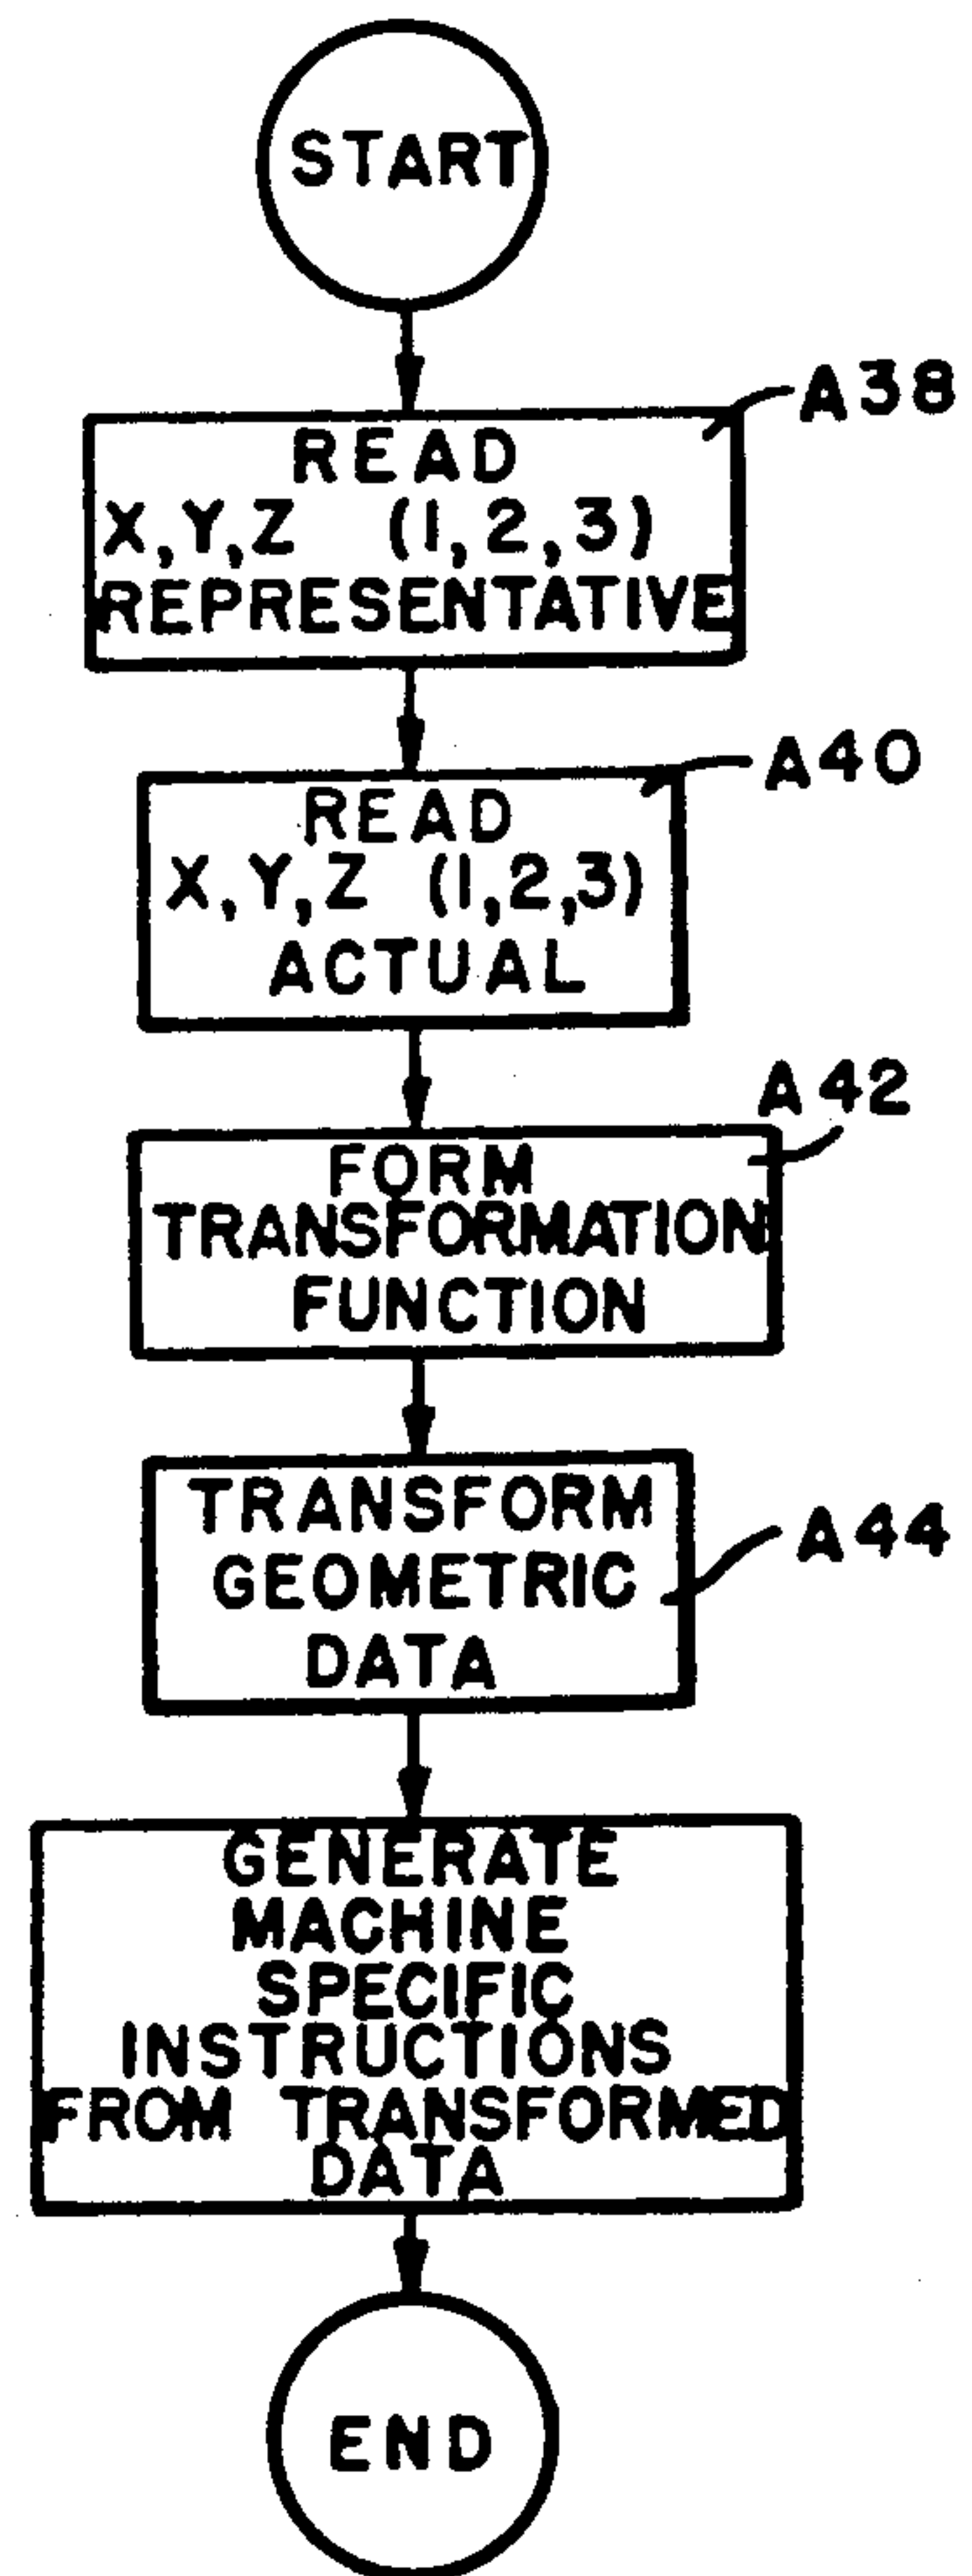 START
A38
READ
X,Y,Z (1,2,3)
REPRESENTATIVE
A40
READ
X,Y,Z (1,2,3)
ACTUAL
A42
FORM
TRANSFORMATION
FUNCTION
TRANSFORM
GEOMETRIC
DATA
A44
GENERATE
MACHINE
SPECIFIC
INSTRUCTIONS
FROM TRANSFORMED
DATA
END